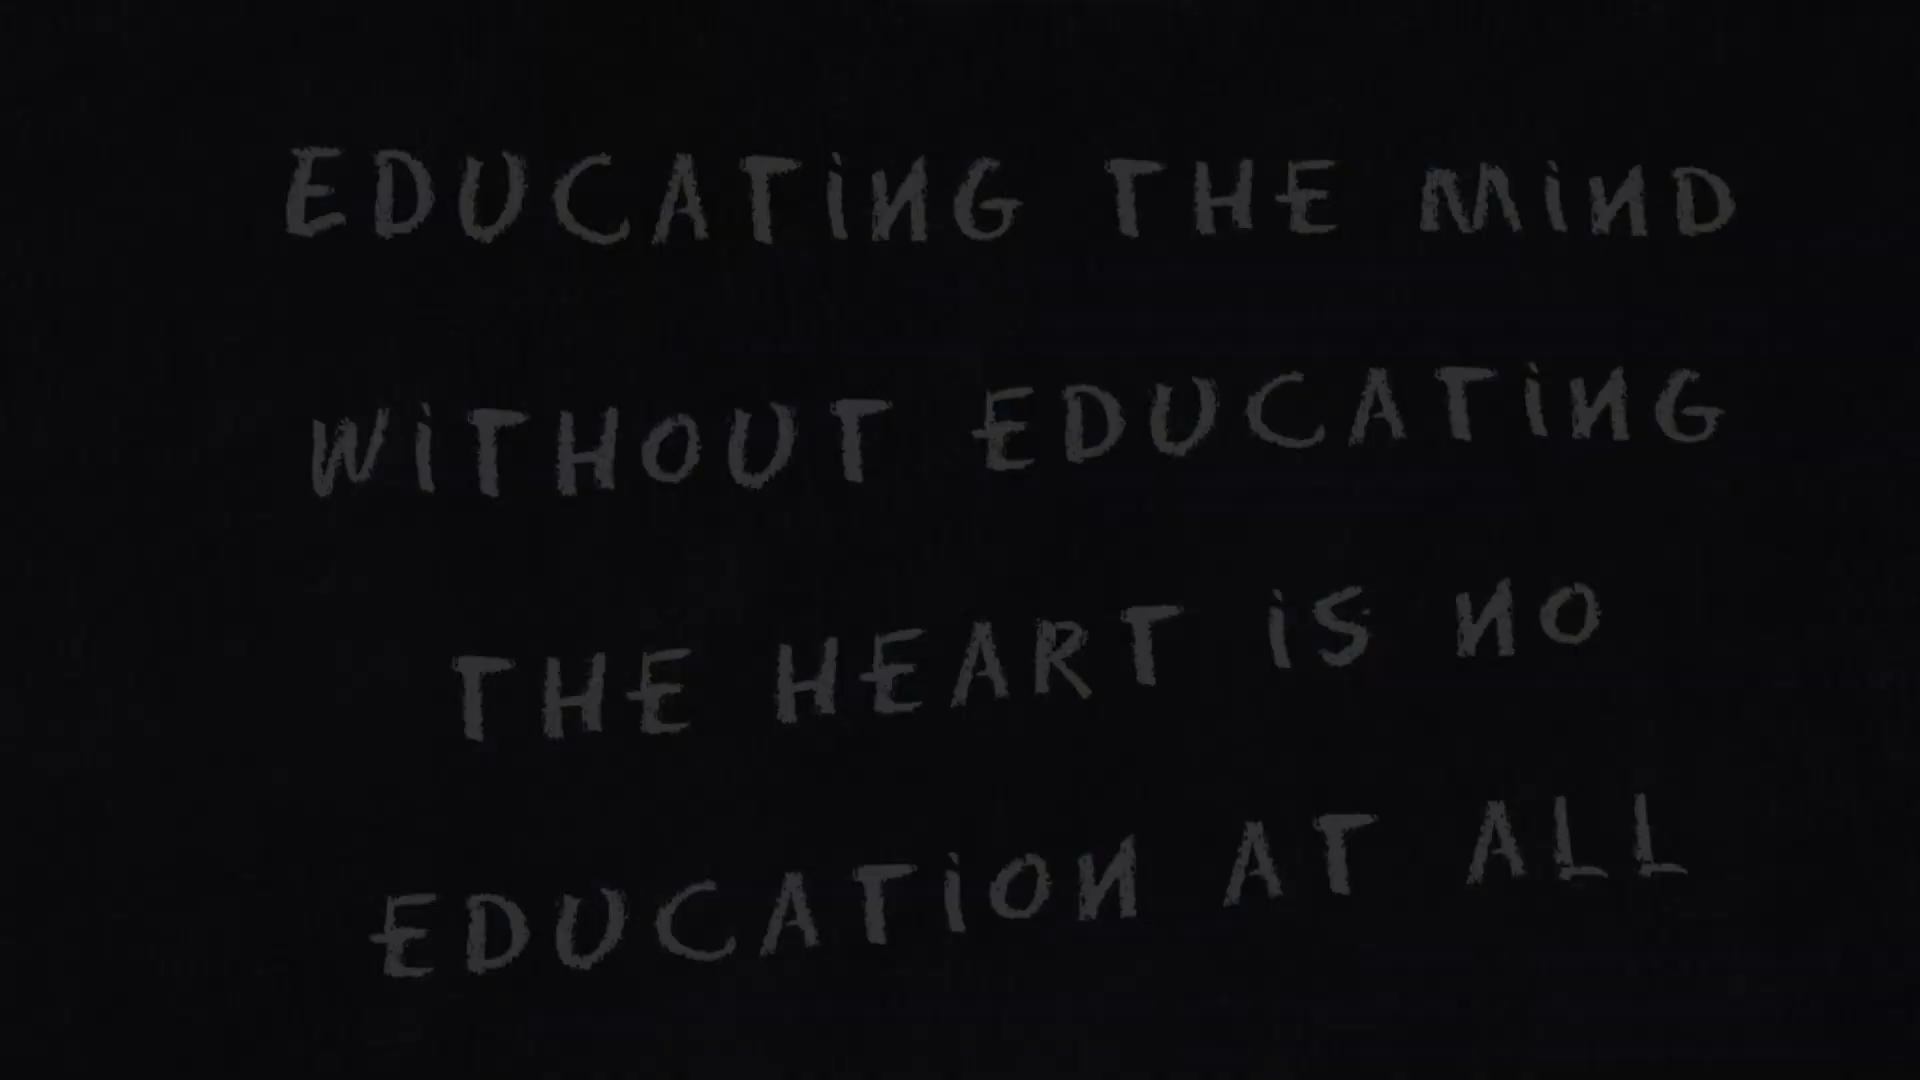 EDUCATiNG THE MiND
WiTHOUT EDUCATiNG
THE HEART iS NO
EDUCATiON AT ALL